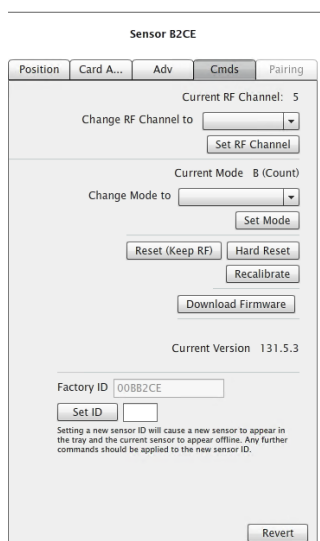 Sensor B2CE
Position Card A... Adv Cmds Pairing
Current RF Channel: 5
Change RF Channel to
Set RF Channel
Current Mode B (Count)
Change Mode to
Set Mode
Reset (Keep RF) Hard Reset
Recalibrate
Download Firmware
Current Version 131.5.3
Factory ID 00BB2CE
Set ID
Setting a new sensor ID will cause a new sensor to appear in
the tray and the current sensor to appear offline. Any further
commands should be applied to the new sensor ID.
Revert